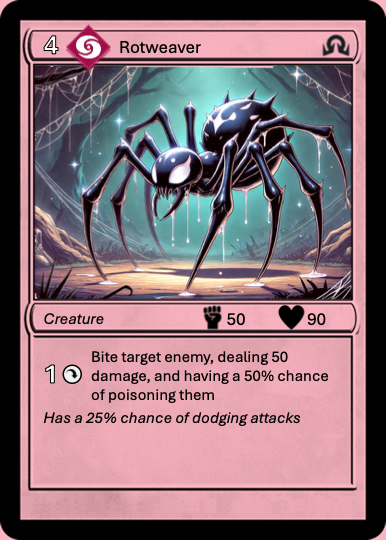 4 Rotweaver
Creature 50 90
1 Bite target enemy, dealing 50
damage, and having a 50% chance
of poisoning them
Has a 25% chance of dodging attacks